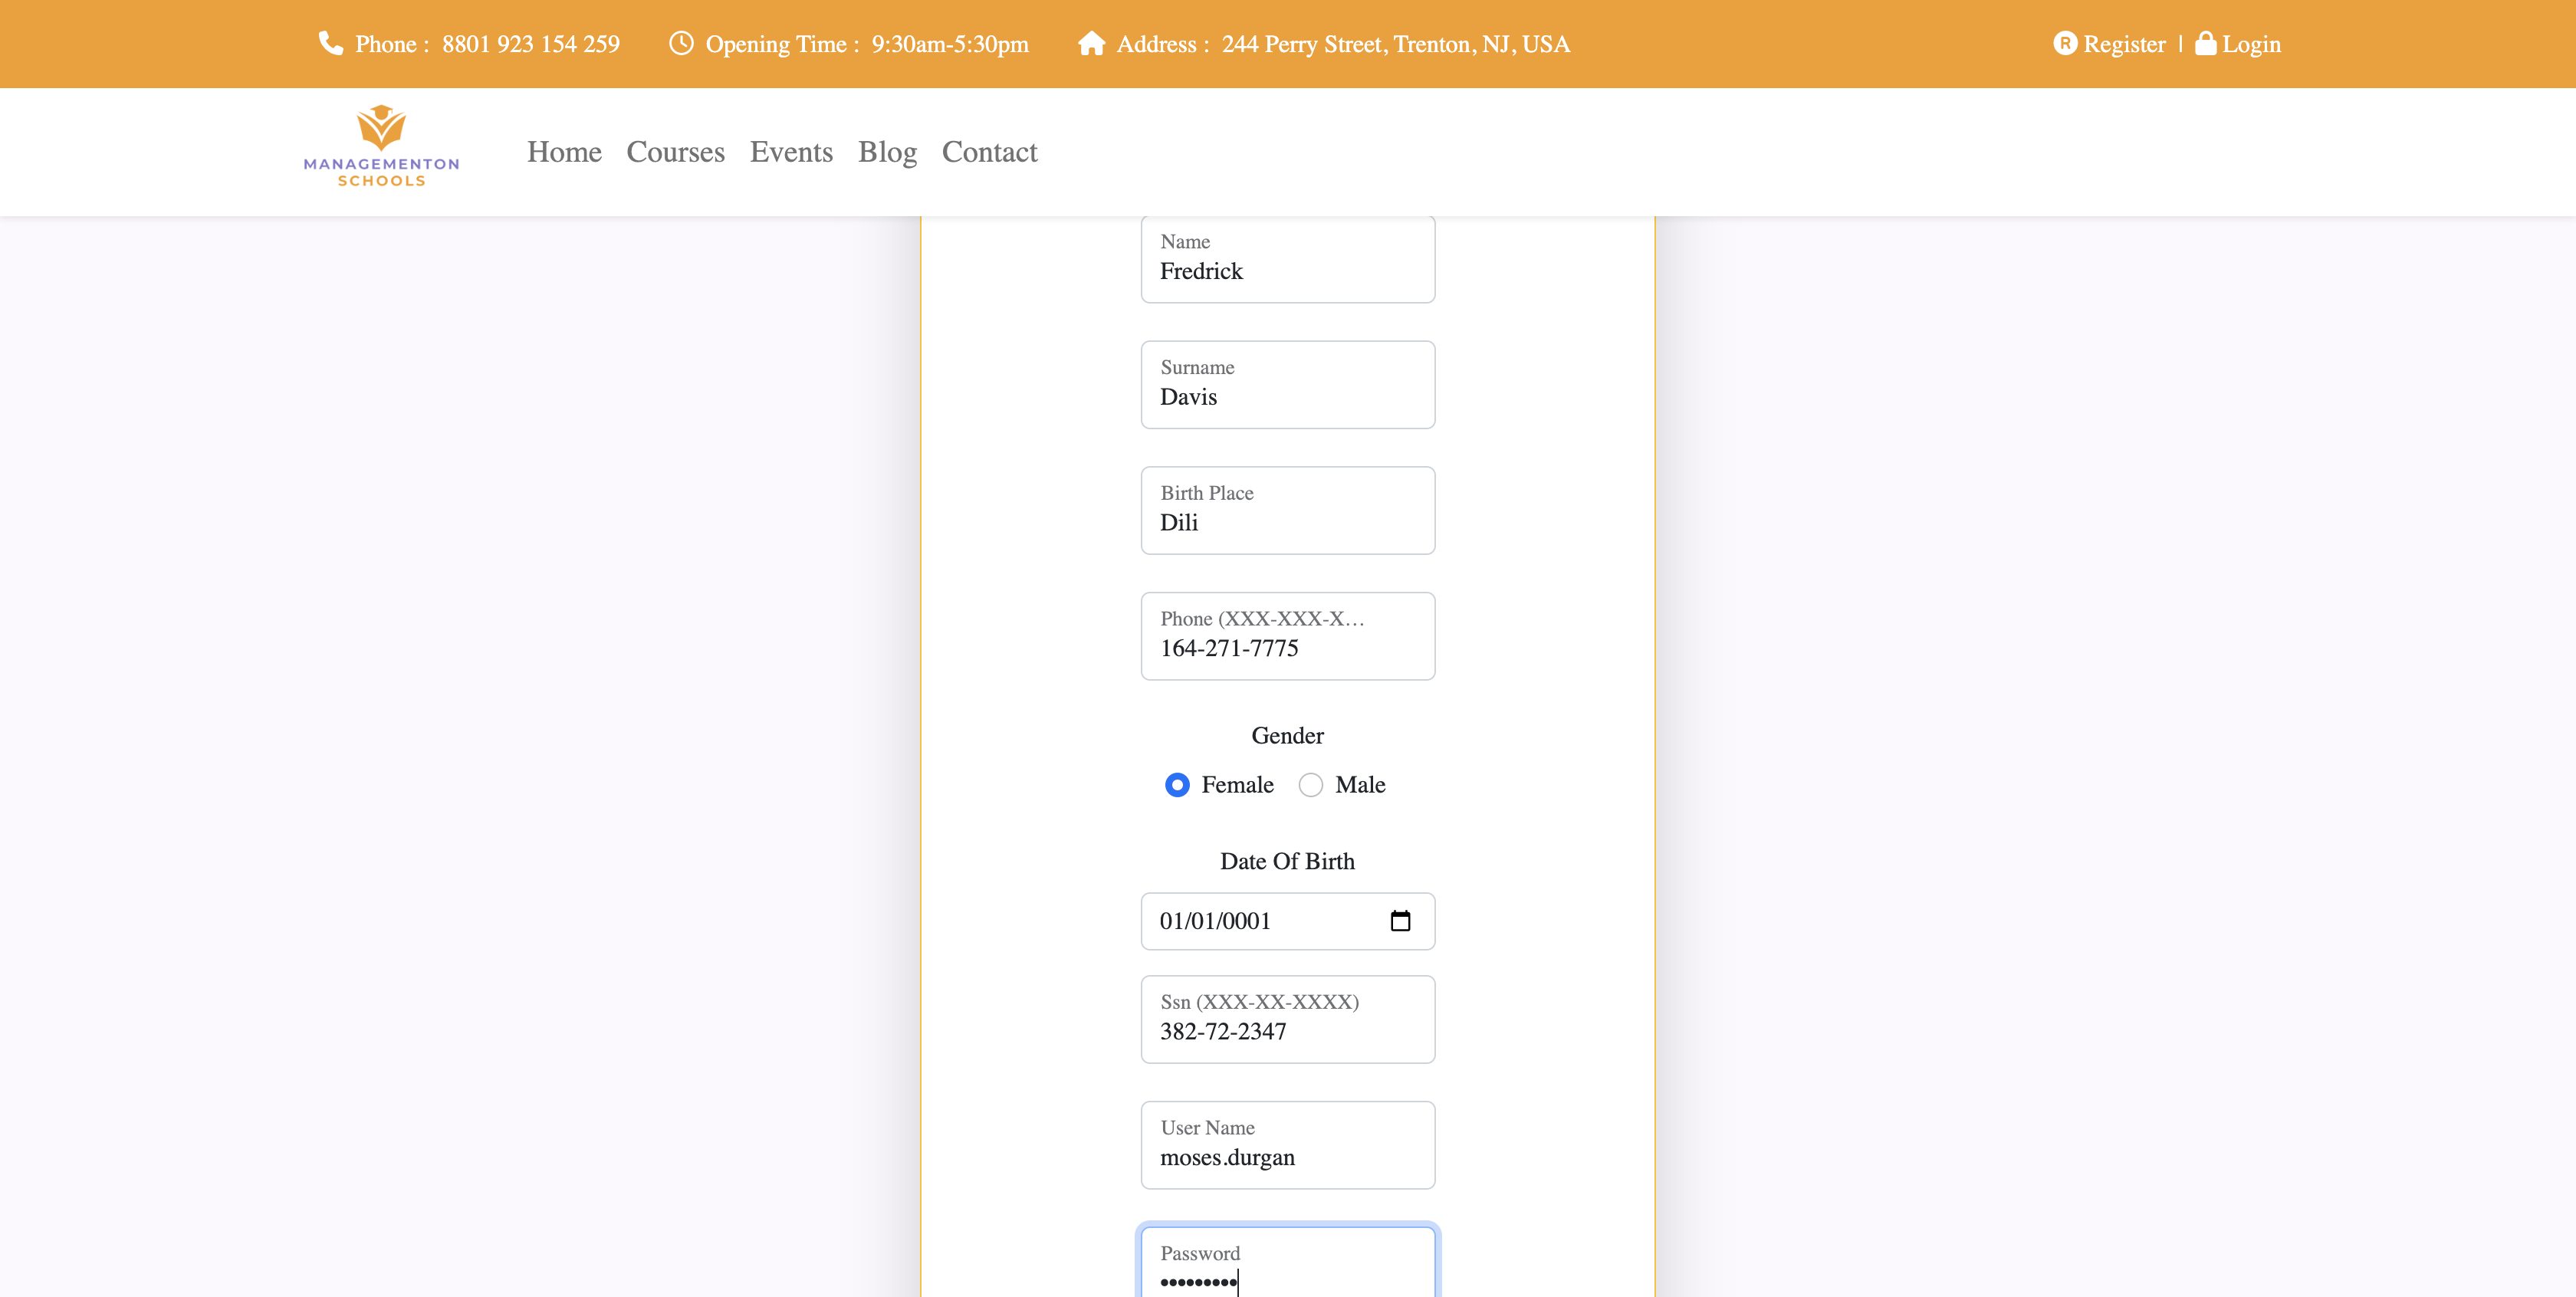 Phone : 8801 923 154 259 Opening Time : 9:30am-5:30pm Address : 244 Perry Street, Trenton, NJ, USA Register | Login
MANAGEMENTON
SCHOOLS
Home Courses Events Blog Contact
Name
Fredrick
Surname
Davis
Birth Place
Dili
Phone (XXX-XXX-X…
164-271-7775
Gender
Female Male
Date Of Birth
01/01/0001
Ssn (XXX-XX-XXXX)
382-72-2347
User Name
moses.durgan
Password
•••••••••